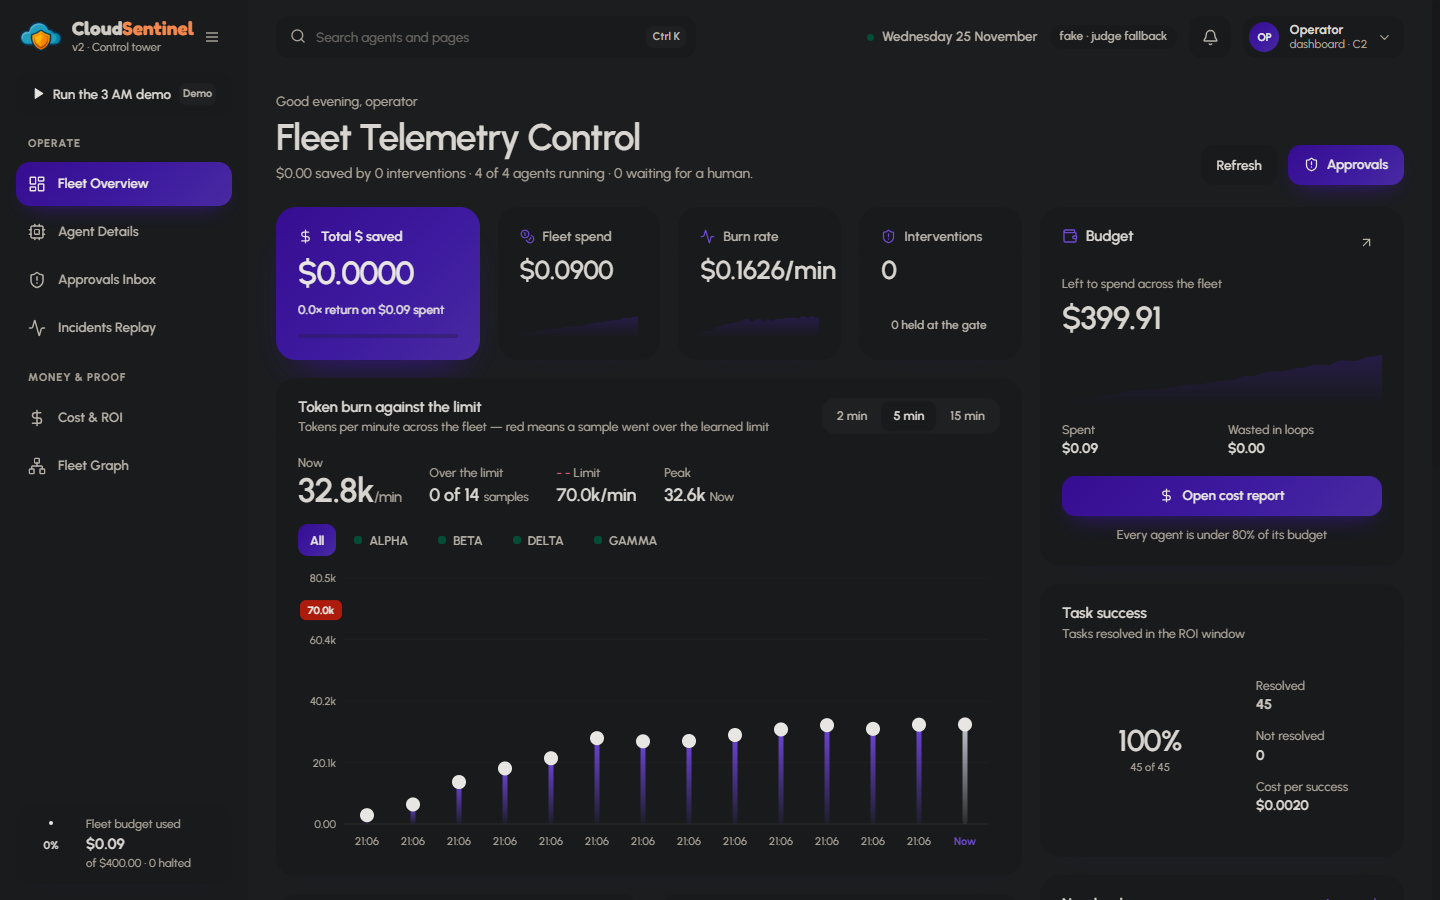 CloudSentinel
v2 · Control tower
Run the 3 AM demo Demo
OPERATE
Fleet Overview
Agent Details
Approvals Inbox
Incidents Replay
MONEY & PROOF
Cost & ROI
Fleet Graph
0%
Fleet budget used
$0.09
of $400.00 · 0 halted
Search agents and pages Ctrl K
Wednesday 25 November
fake · judge fallback
OP
Operator
dashboard · C2
Good evening, operator
Fleet Telemetry Control
$0.00 saved by 0 interventions · 4 of 4 agents running · 0 waiting for a human.
Refresh
Approvals
Total $ saved
$0.0000
0.0× return on $0.09 spent
Fleet spend
$0.0900
Burn rate
$0.1626/min
Interventions
0
0 held at the gate
Token burn against the limit
Tokens per minute across the fleet — red means a sample went over the learned limit
2 min 5 min 15 min
Now
32.8k/min
Over the limit
0 of 14 samples
- - Limit
70.0k/min
Peak
32.6k Now
All ALPHA BETA DELTA GAMMA
80.5k
70.0k
60.4k
40.2k
20.1k
0.00
21:06 21:06 21:06 21:06 21:06 21:06 21:06 21:06 21:06 21:06 21:06 21:06 21:06 Now
Budget
Left to spend across the fleet
$399.91
Spent
$0.09
Wasted in loops
$0.00
Open cost report
Every agent is under 80% of its budget
Task success
Tasks resolved in the ROI window
100%
45 of 45
Resolved
45
Not resolved
0
Cost per success
$0.0020